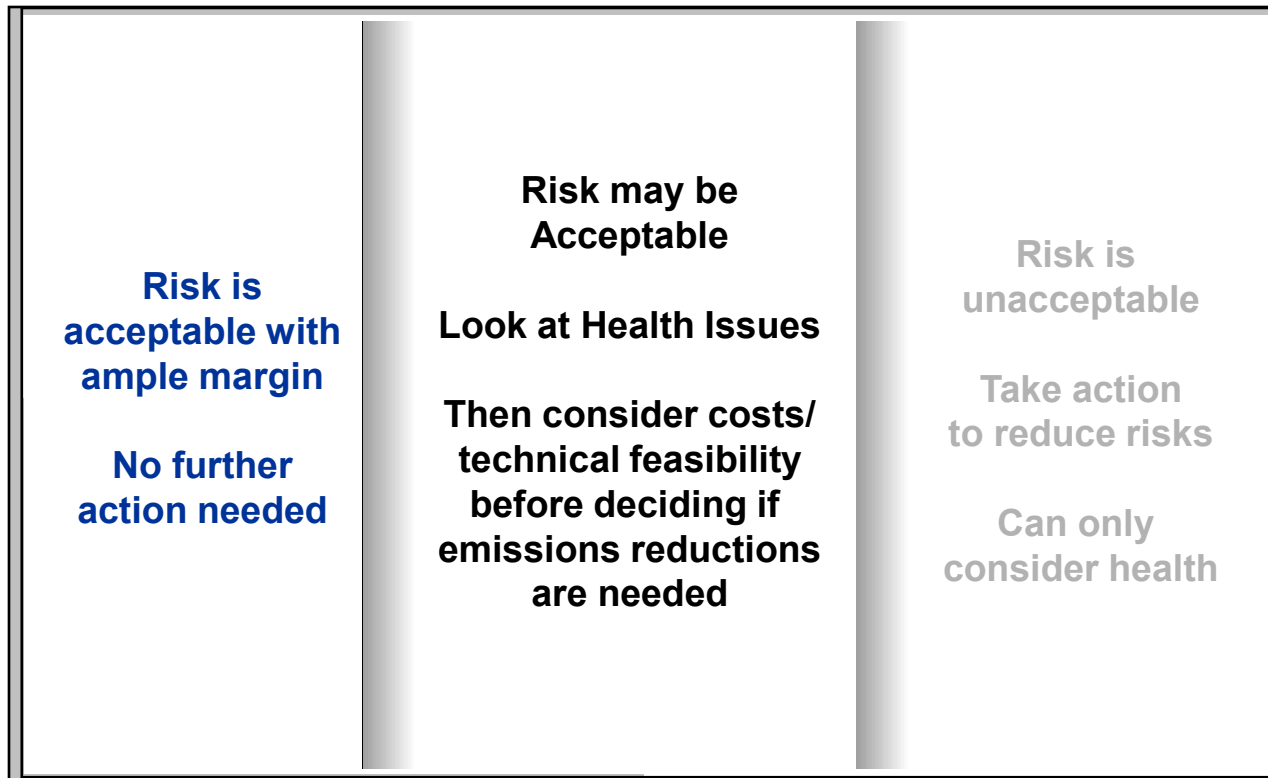 Risk is
acceptable with
ample margin
No further
action needed
Risk may be
Acceptable
Look at Health Issues
Then consider costs/
technical feasibility
before deciding if
emissions reductions
are needed
Risk is
unacceptable
Take action
to reduce risks
Can only
consider health